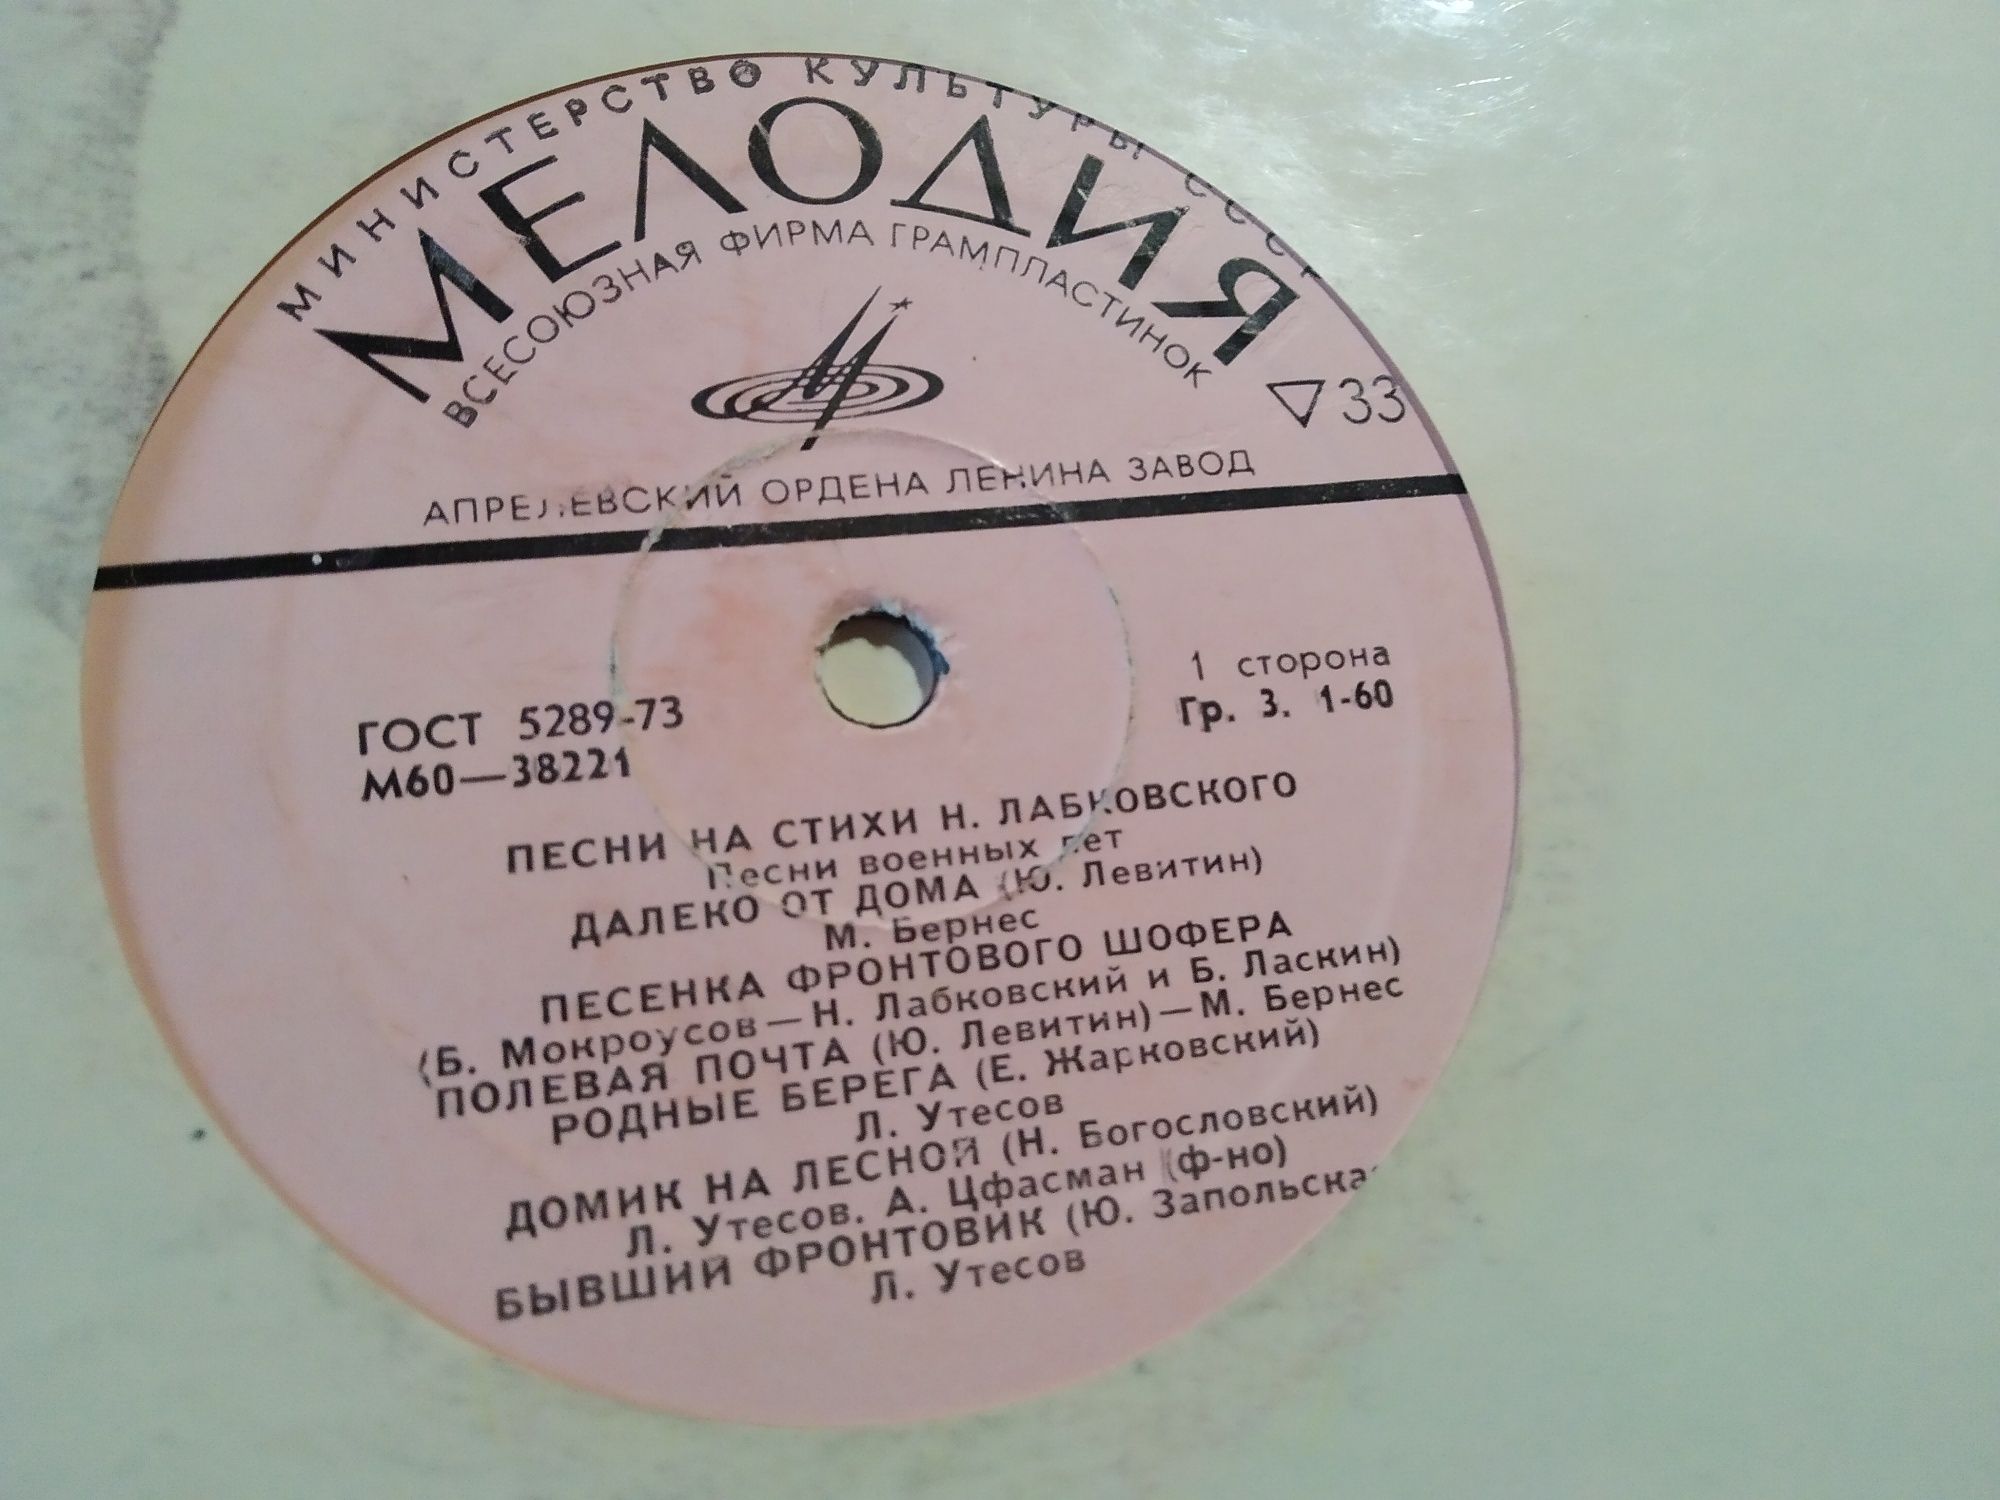 МИНИСТЕРСТВО КУЛЬТУРЫ СССР
МЕЛОДИЯ
ВСЕСОЮЗНАЯ ФИРМА ГРАМПЛАСТИНОК
▽33
АПРЕЛЕВСКИЙ ОРДЕНА ЛЕНИНА ЗАВОД
1 сторона
Гр. 3. 1-60
ГОСТ 5289-73
М60—38221
ПЕСНИ НА СТИХИ Н. ЛАБКОВСКОГО
Песни военных лет
ДАЛЕКО ОТ ДОМА (Ю. Левитин)
М. Бернес
ПЕСЕНКА ФРОНТОВОГО ШОФЕРА
(Б. Мокроусов—Н. Лабковский и Б. Ласкин)
ПОЛЕВАЯ ПОЧТА (Ю. Левитин)—М. Бернес
РОДНЫЕ БЕРЕГА (Е. Жарковский)
Л. Утесов
ДОМИК НА ЛЕСНОЙ (Н. Богословский)
Л. Утесов. А. Цфасман (ф-но)
БЫВШИЙ ФРОНТОВИК (Ю. Запольская
Л. Утесов